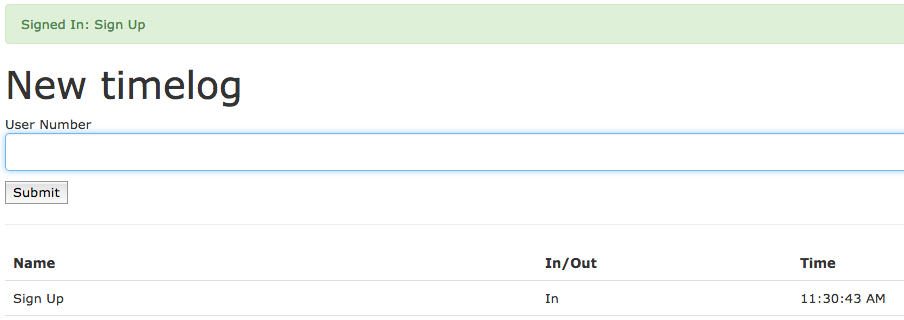 Signed In: Sign Up
New timelog
User Number
Submit
Name In/Out Time
Sign Up In 11:30:43 AM